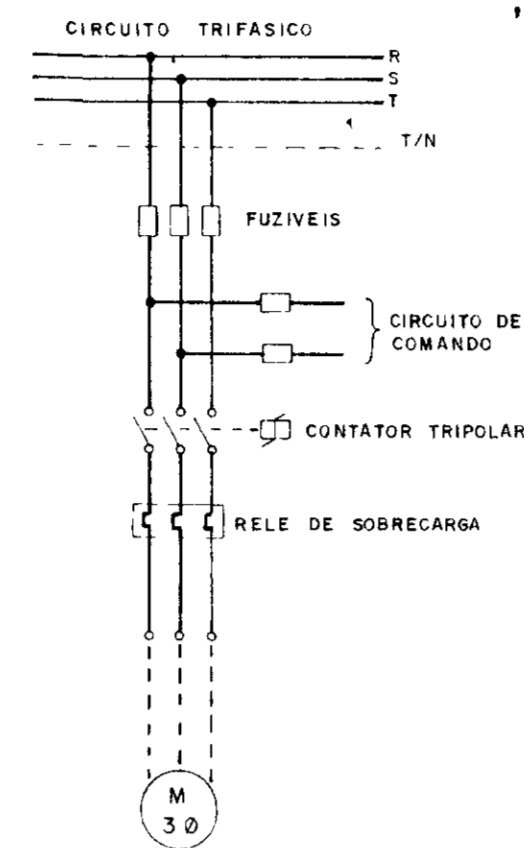 CIRCUITO TRIFASICO
R
S
T
T/N
FUZIVEIS
CIRCUITO DE
COMANDO
CONTATOR TRIPOLAR
RELE DE SOBRECARGA
M
3 Ø